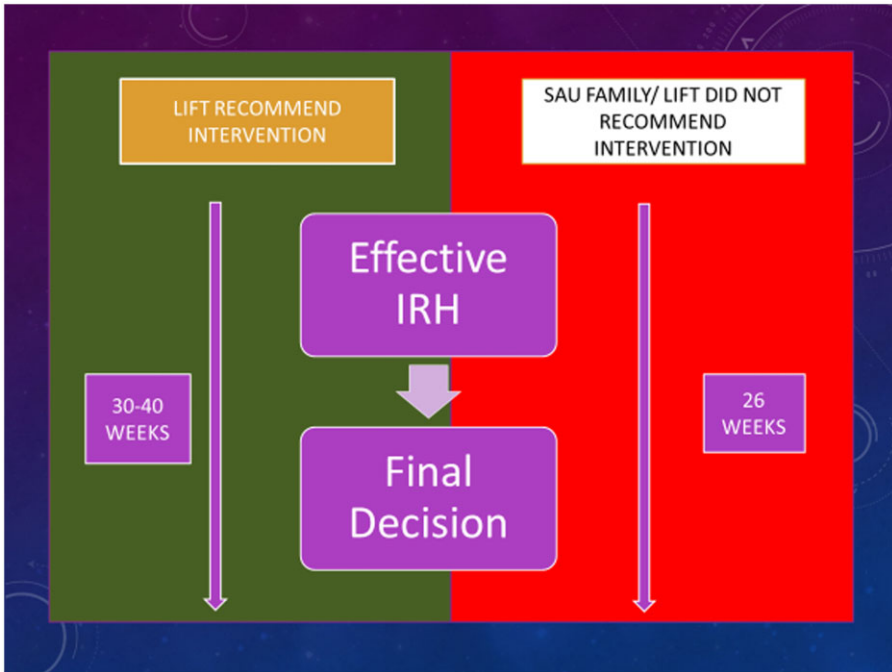 LIFT RECOMMEND
INTERVENTION
SAU FAMILY/ LIFT DID NOT
RECOMMEND
INTERVENTION
Effective
IRH
30-40
WEEKS
26
WEEKS
Final
Decision